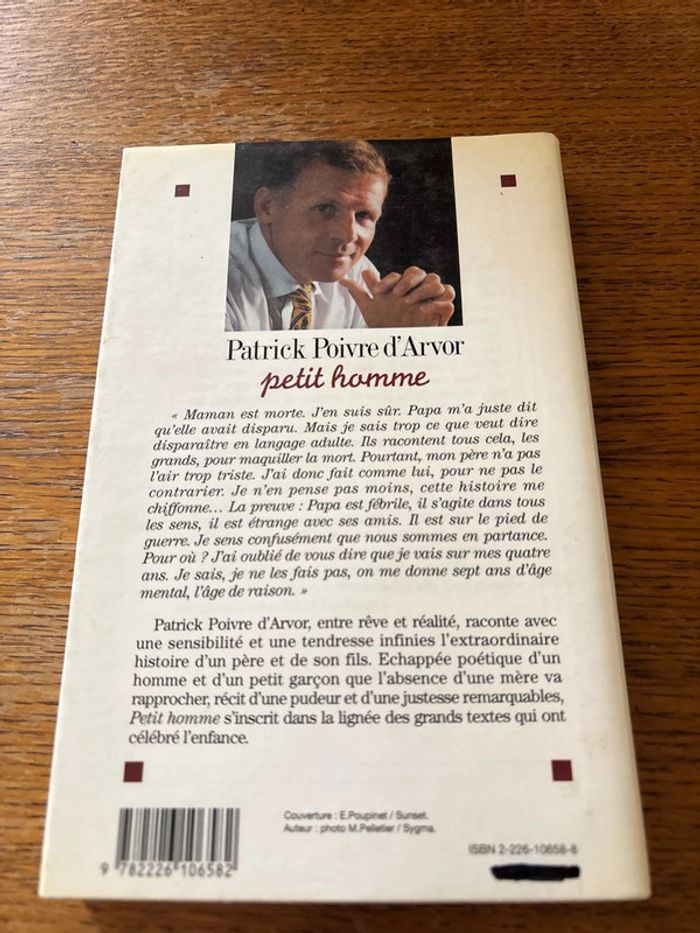 Patrick Poivre d'Arvor
petit homme
« Maman est morte. J'en suis sûr. Papa m'a juste dit
qu'elle avait disparu. Mais je sais trop ce que veut dire
disparaître en langage adulte. Ils racontent tous cela, les
grands, pour maquiller la mort. Pourtant, mon père n'a pas
l'air trop triste. J'ai donc fait comme lui, pour ne pas le
contrarier. Je n'en pense pas moins, cette histoire me
chiffonne... La preuve : Papa est fébrile, il s'agite dans tous
les sens, il est étrange avec ses amis. Il est sur le pied de
guerre. Je sens confusément que nous sommes en partance.
Pour où ? J'ai oublié de vous dire que je vais sur mes quatre
ans. Je sais, je ne les fais pas, on me donne sept ans d'âge
mental, l'âge de raison. »
Patrick Poivre d'Arvor, entre rêve et réalité, raconte avec
une sensibilité et une tendresse infinies l'extraordinaire
histoire d'un père et de son fils. Echappée poétique d'un
homme et d'un petit garçon que l'absence d'une mère va
rapprocher, récit d'une pudeur et d'une justesse remarquables,
Petit homme s'inscrit dans la lignée des grands textes qui ont
célébré l'enfance.
Couverture : E.Poupinet / Sunset.
Auteur : photo M.Pelletier / Sygma.
ISBN 2-226-10658-8
9 782226 106582